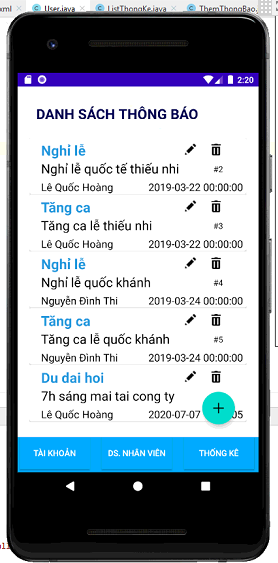 User.java
ListThongKe.java
ThemThongBao.
2:20
DANH SÁCH THÔNG BÁO
Nghỉ lễ
Nghỉ lễ quốc tế thiếu nhi
#2
Lê Quốc Hoàng
2019-03-22 00:00:00
Tăng ca
Tăng ca lễ thiếu nhi
#3
Lê Quốc Hoàng
2019-03-22 00:00:00
Nghỉ lễ
Nghỉ lễ quốc khánh
#4
Nguyễn Đình Thi
2019-03-24 00:00:00
Tăng ca
Tăng ca lễ quốc khánh
#5
Nguyễn Đình Thi
2019-03-24 00:00:00
Du dai hoi
7h sáng mai tai cong ty
Lê Quốc Hoàng
2020-07-07
05
TÀI KHOẢN
DS. NHÂN VIÊN
THỐNG KÊ